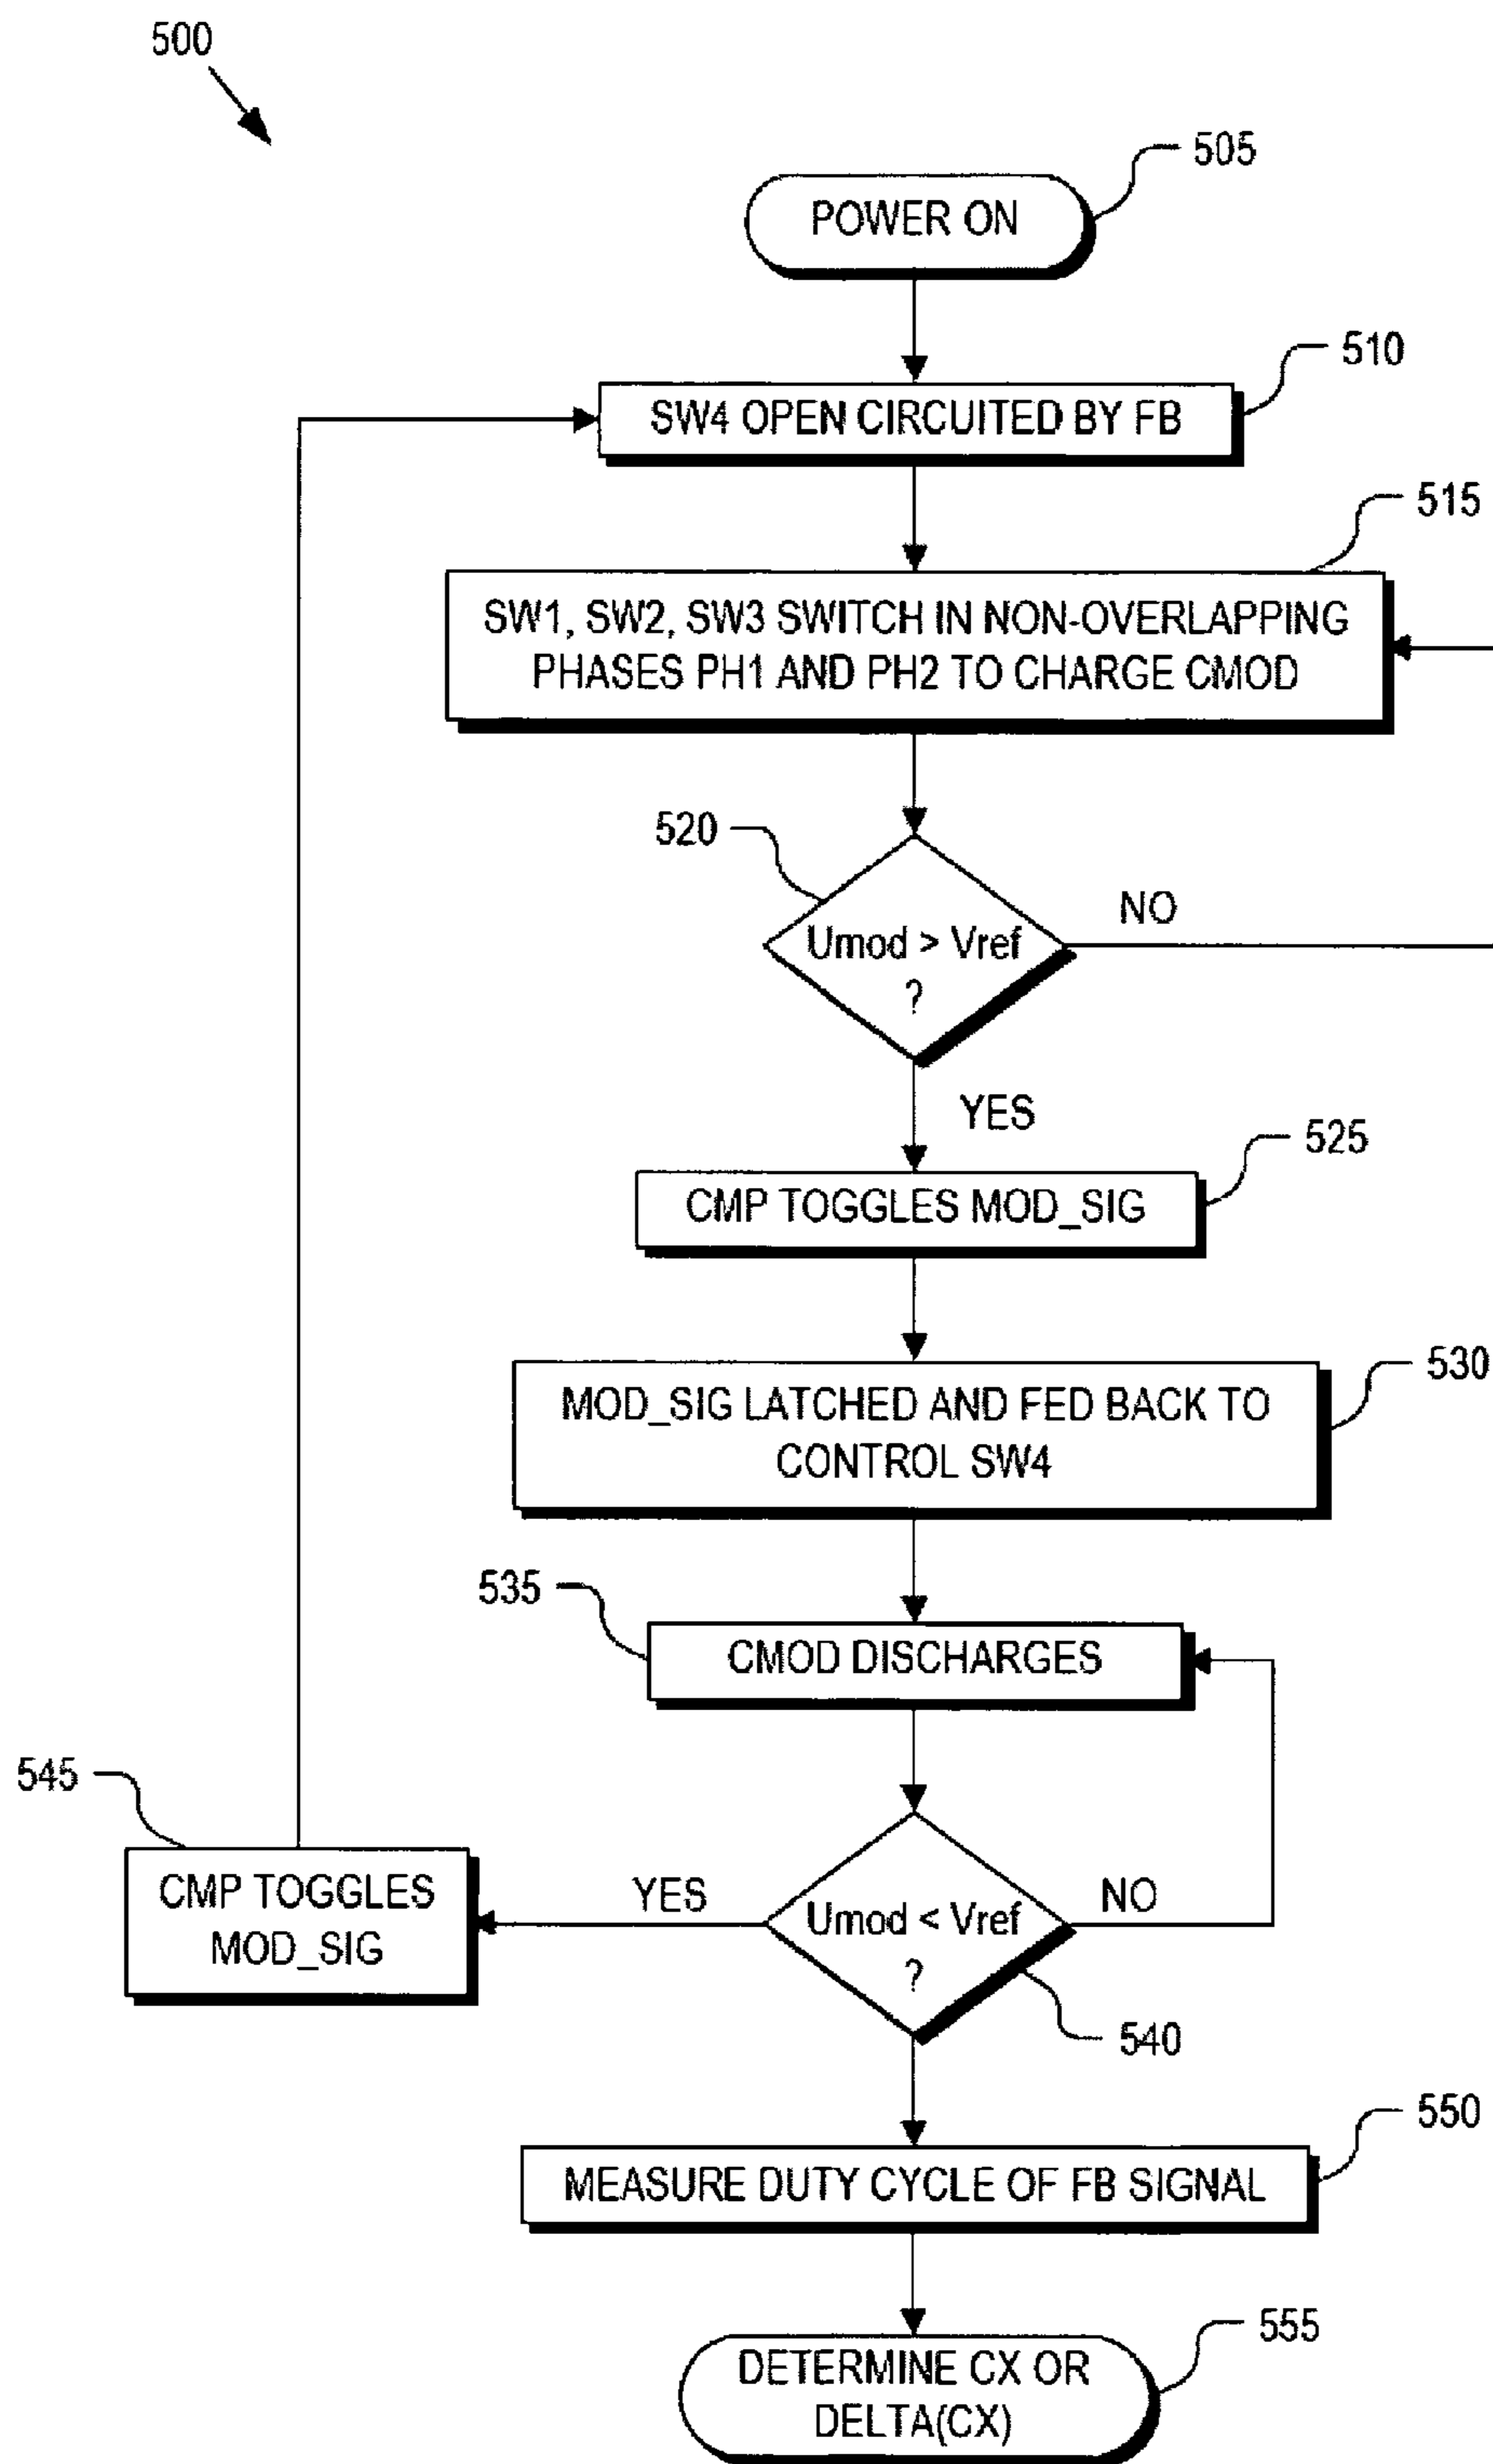 500
505
POWER ON
510
SW4 OPEN CIRCUITED BY FB
515
SW1, SW2, SW3 SWITCH IN NON-OVERLAPPING
PHASES PH1 AND PH2 TO CHARGE CMOD
520
NO
Umod > Vref
?
YES
525
CMP TOGGLES MOD_SIG
530
MOD_SIG LATCHED AND FED BACK TO
CONTROL SW4
535
CMOD DISCHARGES
545
CMP TOGGLES
MOD_SIG
YES
Umod < Vref
?
NO
540
550
MEASURE DUTY CYCLE OF FB SIGNAL
555
DETERMINE CX OR
DELTA(CX)